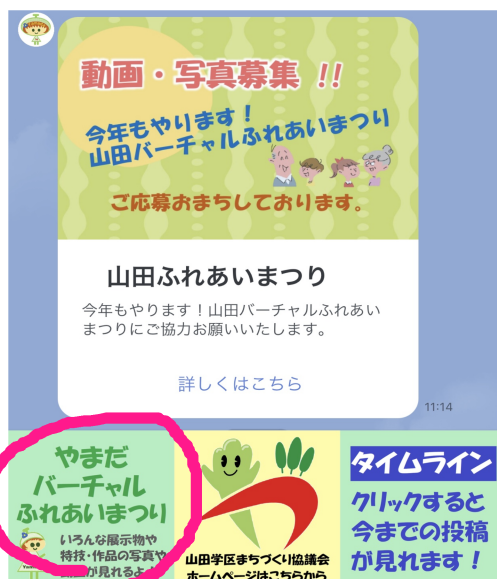 動画・写真募集 !!
今年もやります！
山田バーチャルふれあいまつり
ご応募おまちしております。
山田ふれあいまつり
今年もやります！山田バーチャルふれあい
まつりにご協力お願いいたします。
詳しくはこちら
11:14
やまだ
バーチャル
ふれあいまつり
いろんな展示物や
特技・作品の写真や
動画が見れるよ
山田学区まちづくり協議会
ホームページはこちらから
タイムライン
クリックすると
今までの投稿
が見れます！